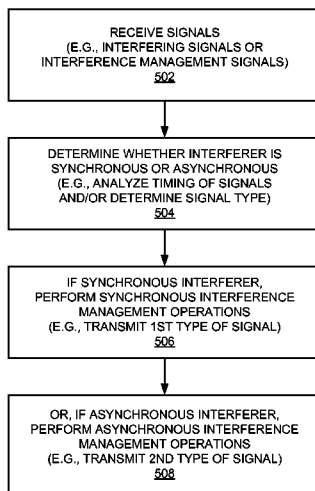 RECEIVE SIGNALS
(E.G., INTERFERING SIGNALS OR
INTERFERENCE MANAGEMENT SIGNALS)
502
DETERMINE WHETHER INTERFERER IS
SYNCHRONOUS OR ASYNCHRONOUS
(E.G., ANALYZE TIMING OF SIGNALS
AND/OR DETERMINE SIGNAL TYPE)
504
IF SYNCHRONOUS INTERFERER,
PERFORM SYNCHRONOUS INTERFERENCE
MANAGEMENT OPERATIONS
(E.G., TRANSMIT 1ST TYPE OF SIGNAL)
506
OR, IF ASYNCHRONOUS INTERFERER,
PERFORM ASYNCHRONOUS INTERFERENCE
MANAGEMENT OPERATIONS
(E.G., TRANSMIT 2ND TYPE OF SIGNAL)
508